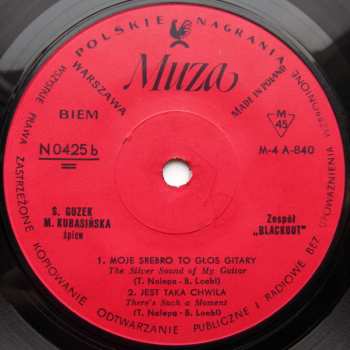 POLSKIE NAGRANIA
WARSZAWA
Muza
MADE IN POLAND
BIEM
M
45
N 0425 b
M-4 A-840
S. GUZEK
M. KUBASIŃSKA
śpiew
Zespół
„BLACKOUT”
1. MOJE SREBRO TO GŁOS GITARY
The Silver Sound of My Guitar
(T. Nalepa - B. Loebl)
2. JEST TAKA CHWILA
There's Such a Moment
(T. Nalepa - B. Loebl)
WSZELKIE PRAWA ZASTRZEŻONE KOPIOWANIE ODTWARZANIE PUBLICZNE I RADIOWE BEZ UPOWAŻNIENIA WZBRONIONE